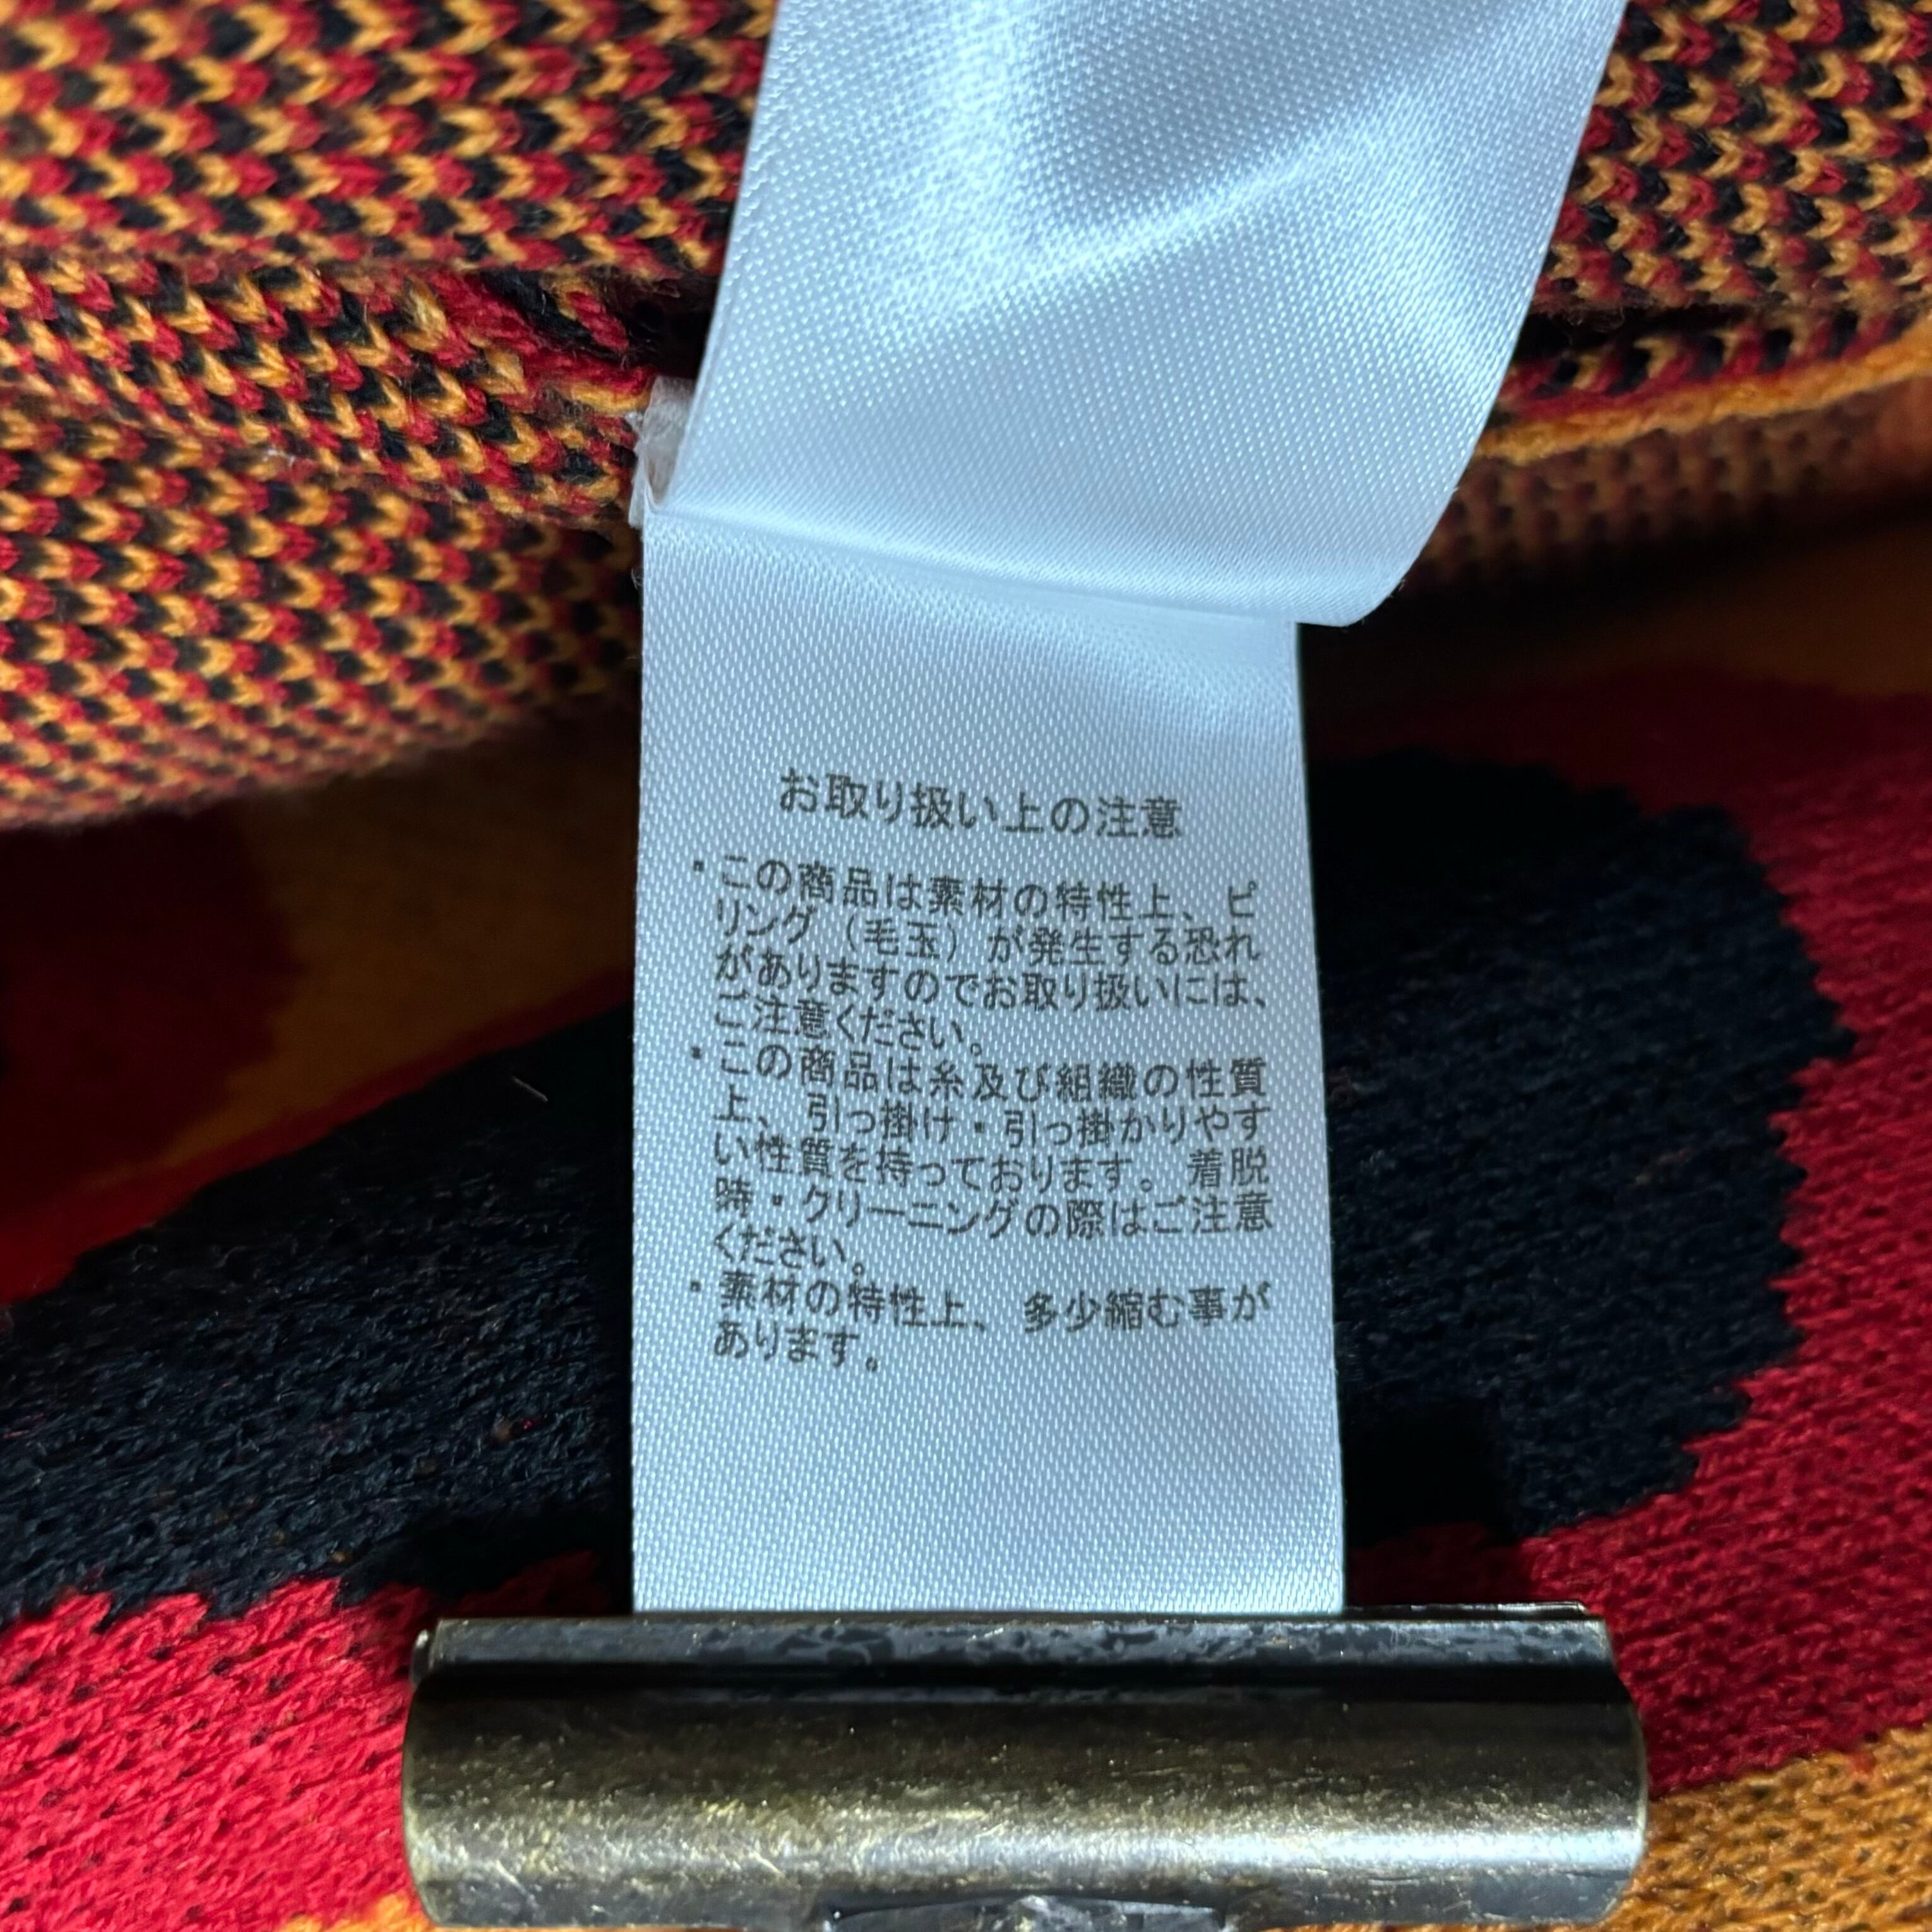 お取り扱い上の注意
・この商品は素材の特性上、ピ
リング（毛玉）が発生する恐れ
がありますのでお取り扱いには、
ご注意ください。
・この商品は糸及び組織の性質
上、引っ掛け・引っ掛かりやす
い性質を持っております。着脱
時・クリーニングの際はご注意
ください。
・素材の特性上、多少縮む事が
あります。